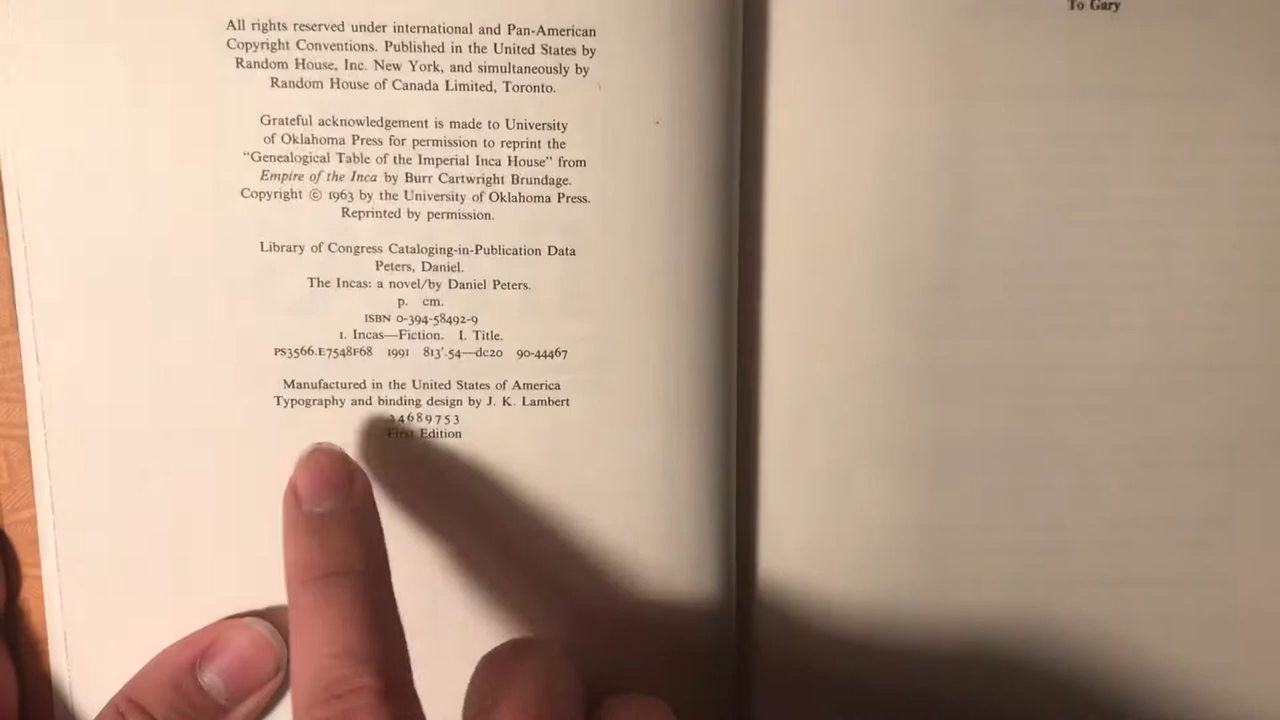 All rights reserved under international and Pan-American
Copyright Conventions. Published in the United States by
Random House, Inc. New York, and simultaneously by
Random House of Canada Limited, Toronto.
Grateful acknowledgement is made to University
of Oklahoma Press for permission to reprint the
"Genealogical Table of the Imperial Inca House" from
Empire of the Inca by Burr Cartwright Brundage.
Copyright © 1963 by the University of Oklahoma Press.
Reprinted by permission.
Library of Congress Cataloging-in-Publication Data
Peters, Daniel.
The Incas: a novel/by Daniel Peters.
p. cm.
ISBN 0-394-58492-9
1. Incas—Fiction. I. Title.
PS3566.E7548F68 1991 813'.54—dc20 90-44467
Manufactured in the United States of America
Typography and binding design by J. K. Lambert
24689753
First Edition
To Gary